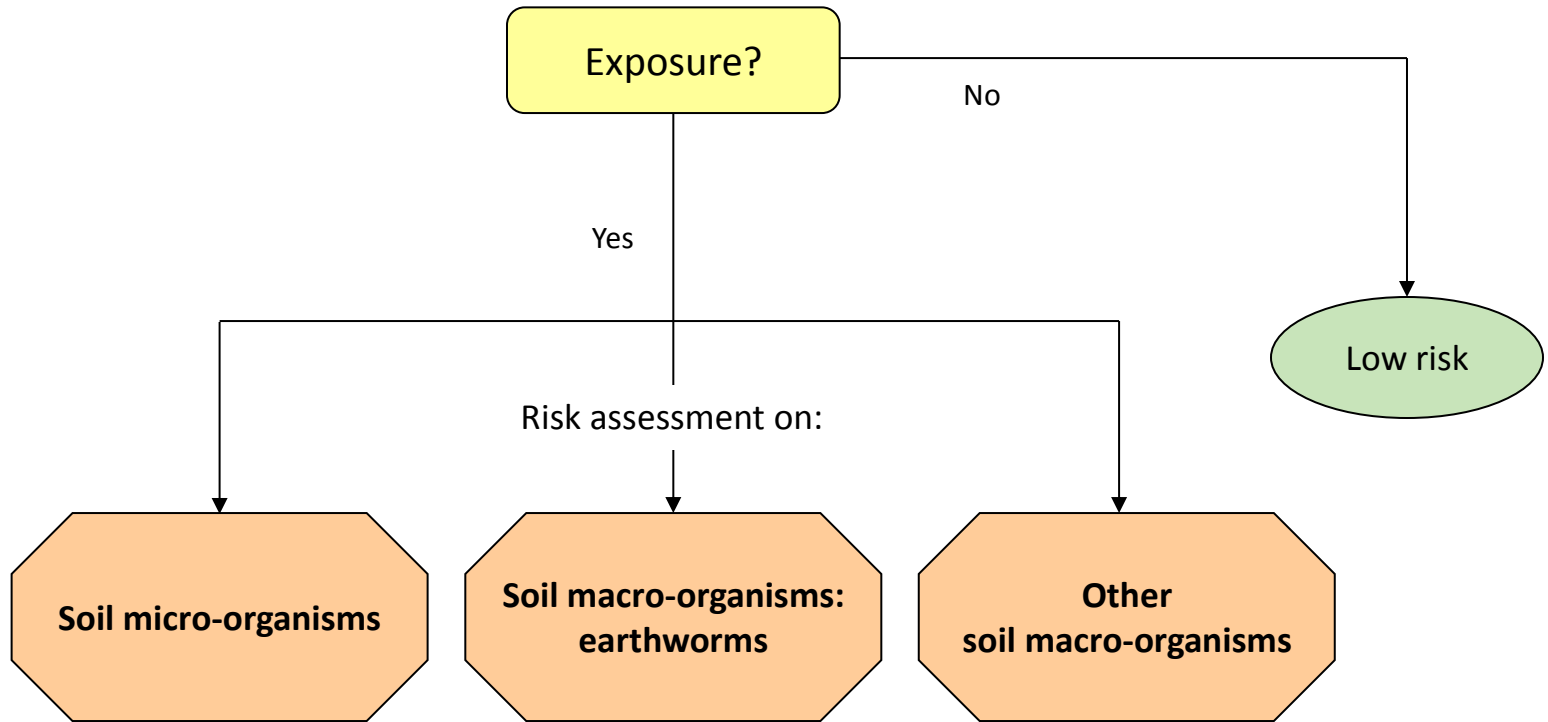 Exposure?
No
Yes
Low risk
Risk assessment on:
Soil micro-organisms
Soil macro-organisms:
earthworms
Other
soil macro-organisms